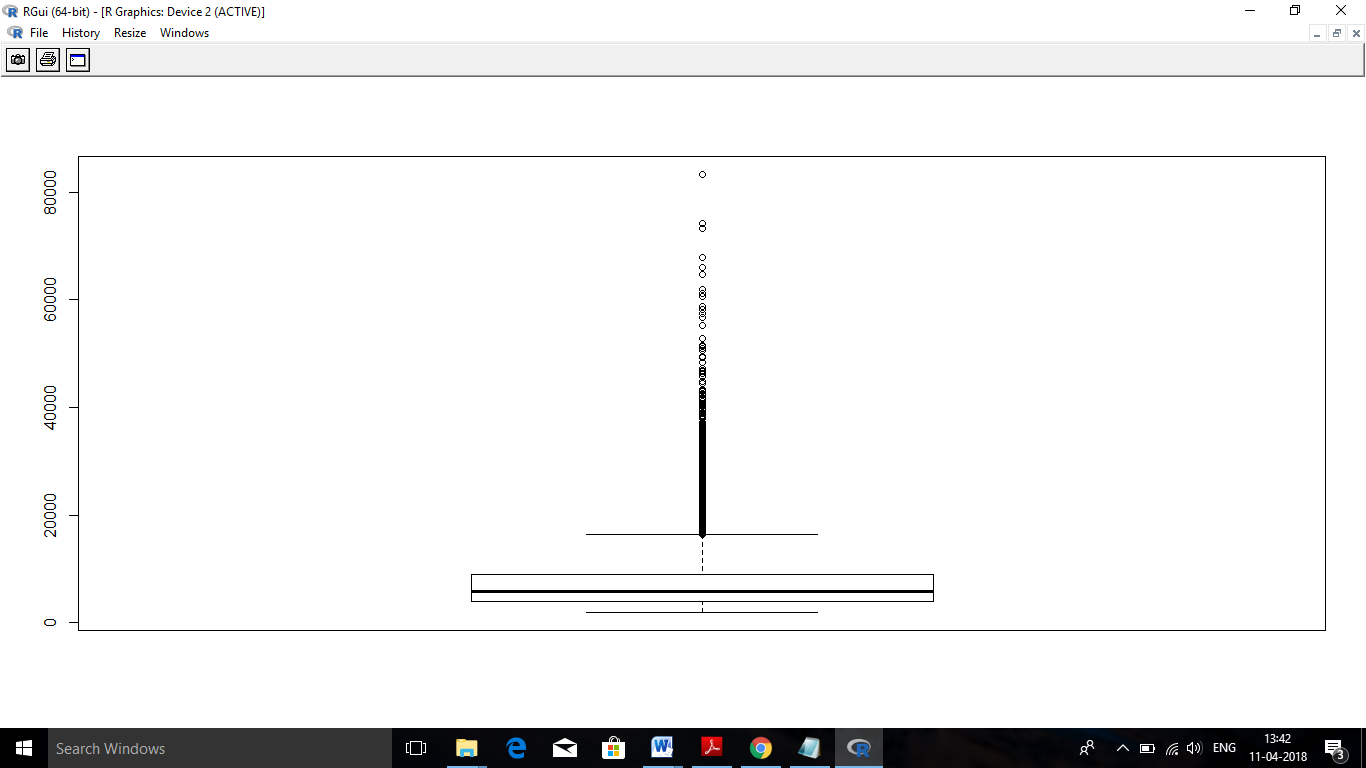 RGui (64-bit) - [R Graphics: Device 2 (ACTIVE)]
File History Resize Windows
80000
60000
40000
20000
0
Search Windows
ENG
13:42
11-04-2018
3